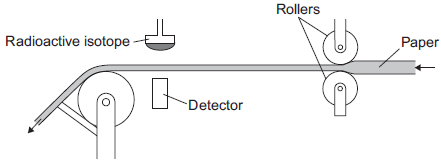 Rollers
Radioactive isotope
Paper
Detector